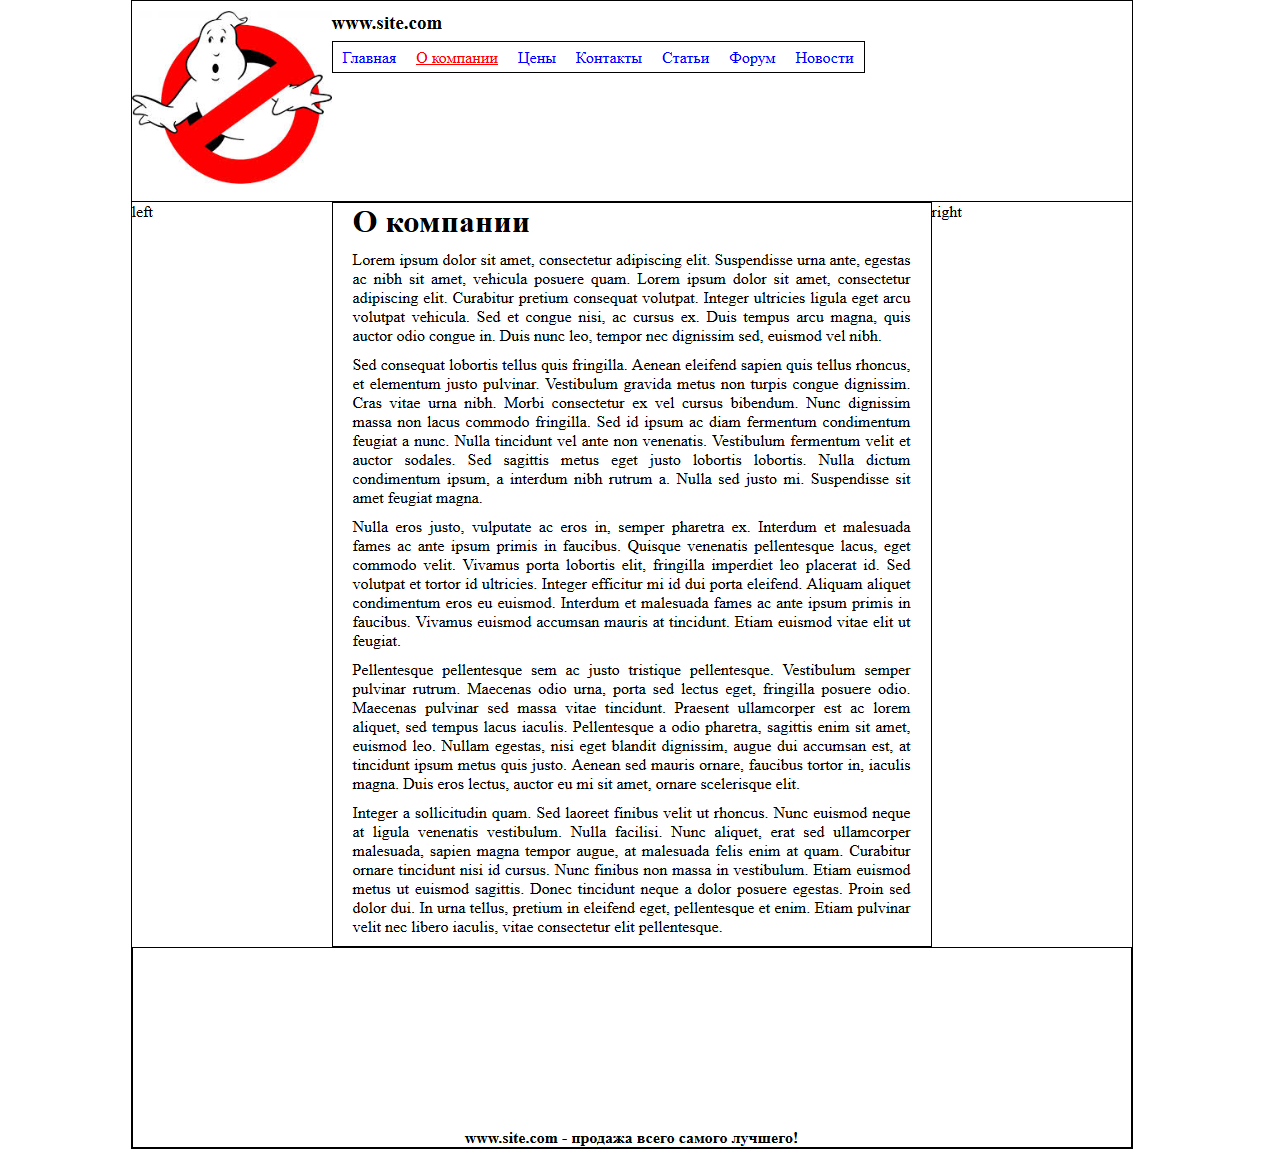 www.site.com
Главная О компании Цены Контакты Статьи Форум Новости
left
О компании
right
Lorem ipsum dolor sit amet, consectetur adipiscing elit. Suspendisse urna ante, egestas
ac nibh sit amet, vehicula posuere quam. Lorem ipsum dolor sit amet, consectetur
adipiscing elit. Curabitur pretium consequat volutpat. Integer ultricies ligula eget arcu
volutpat vehicula. Sed et congue nisi, ac cursus ex. Duis tempus arcu magna, quis
auctor odio congue in. Duis nunc leo, tempor nec dignissim sed, euismod vel nibh.
Sed consequat lobortis tellus quis fringilla. Aenean eleifend sapien quis tellus rhoncus,
et elementum justo pulvinar. Vestibulum gravida metus non turpis congue dignissim.
Cras vitae urna nibh. Morbi consectetur ex vel cursus bibendum. Nunc dignissim
massa non lacus commodo fringilla. Sed id ipsum ac diam fermentum condimentum
feugiat a nunc. Nulla tincidunt vel ante non venenatis. Vestibulum fermentum velit et
auctor sodales. Sed sagittis metus eget justo lobortis lobortis. Nulla dictum
condimentum ipsum, a interdum nibh rutrum a. Nulla sed justo mi. Suspendisse sit
amet feugiat magna.
Nulla eros justo, vulputate ac eros in, semper pharetra ex. Interdum et malesuada
fames ac ante ipsum primis in faucibus. Quisque venenatis pellentesque lacus, eget
commodo velit. Vivamus porta lobortis elit, fringilla imperdiet leo placerat id. Sed
volutpat et tortor id ultricies. Integer efficitur mi id dui porta eleifend. Aliquam aliquet
condimentum eros eu euismod. Interdum et malesuada fames ac ante ipsum primis in
faucibus. Vivamus euismod accumsan mauris at tincidunt. Etiam euismod vitae elit ut
feugiat.
Pellentesque pellentesque sem ac justo tristique pellentesque. Vestibulum semper
pulvinar rutrum. Maecenas odio urna, porta sed lectus eget, fringilla posuere odio.
Maecenas pulvinar sed massa vitae tincidunt. Praesent ullamcorper est ac lorem
aliquet, sed tempus lacus iaculis. Pellentesque a odio pharetra, sagittis enim sit amet,
euismod leo. Nullam egestas, nisi eget blandit dignissim, augue dui accumsan est, at
tincidunt ipsum metus quis justo. Aenean sed mauris ornare, faucibus tortor in, iaculis
magna. Duis eros lectus, auctor eu mi sit amet, ornare scelerisque elit.
Integer a sollicitudin quam. Sed laoreet finibus velit ut rhoncus. Nunc euismod neque
at ligula venenatis vestibulum. Nulla facilisi. Nunc aliquet, erat sed ullamcorper
malesuada, sapien magna tempor augue, at malesuada felis enim at quam. Curabitur
ornare tincidunt nisi id cursus. Nunc finibus non massa in vestibulum. Etiam euismod
metus ut euismod sagittis. Donec tincidunt neque a dolor posuere egestas. Proin sed
dolor dui. In urna tellus, pretium in eleifend eget, pellentesque et enim. Etiam pulvinar
velit nec libero iaculis, vitae consectetur elit pellentesque.
www.site.com - продажа всего самого лучшего!